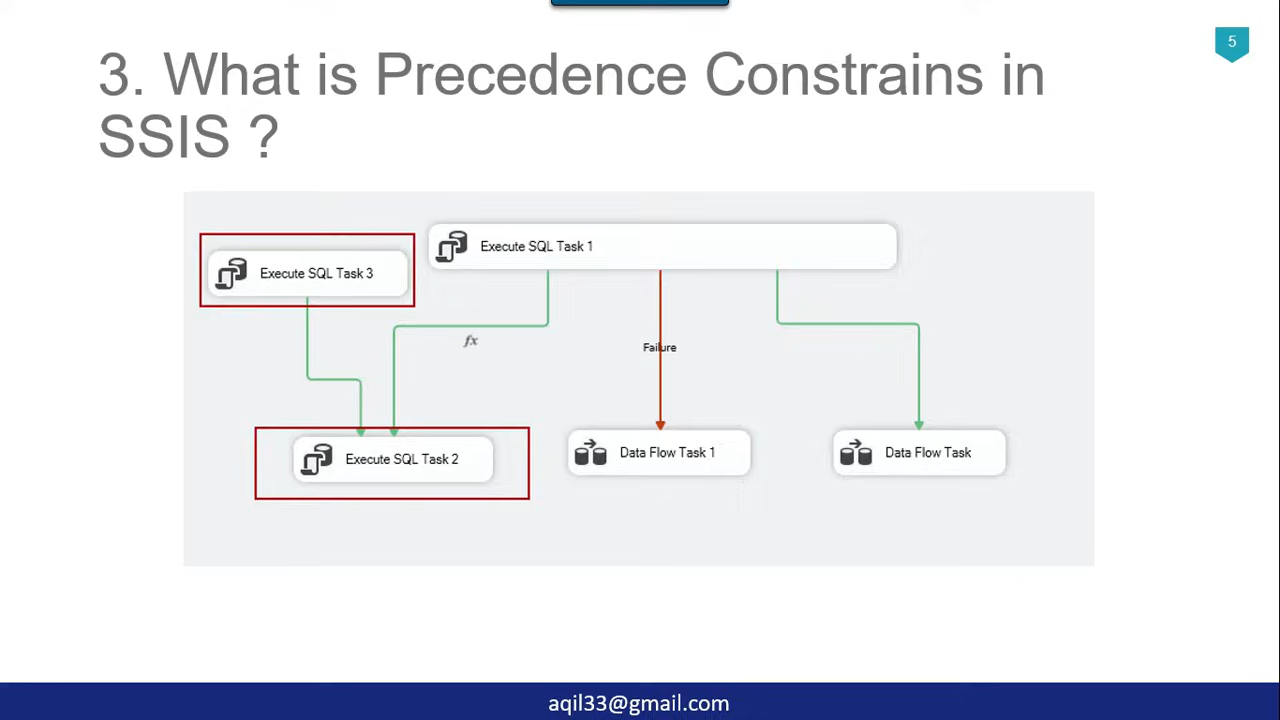 5
3. What is Precedence Constrains in
SSIS ?
Execute SQL Task 1
Execute SQL Task 3
fx
Failure
Execute SQL Task 2
Data Flow Task 1
Data Flow Task
aqil33@gmail.com